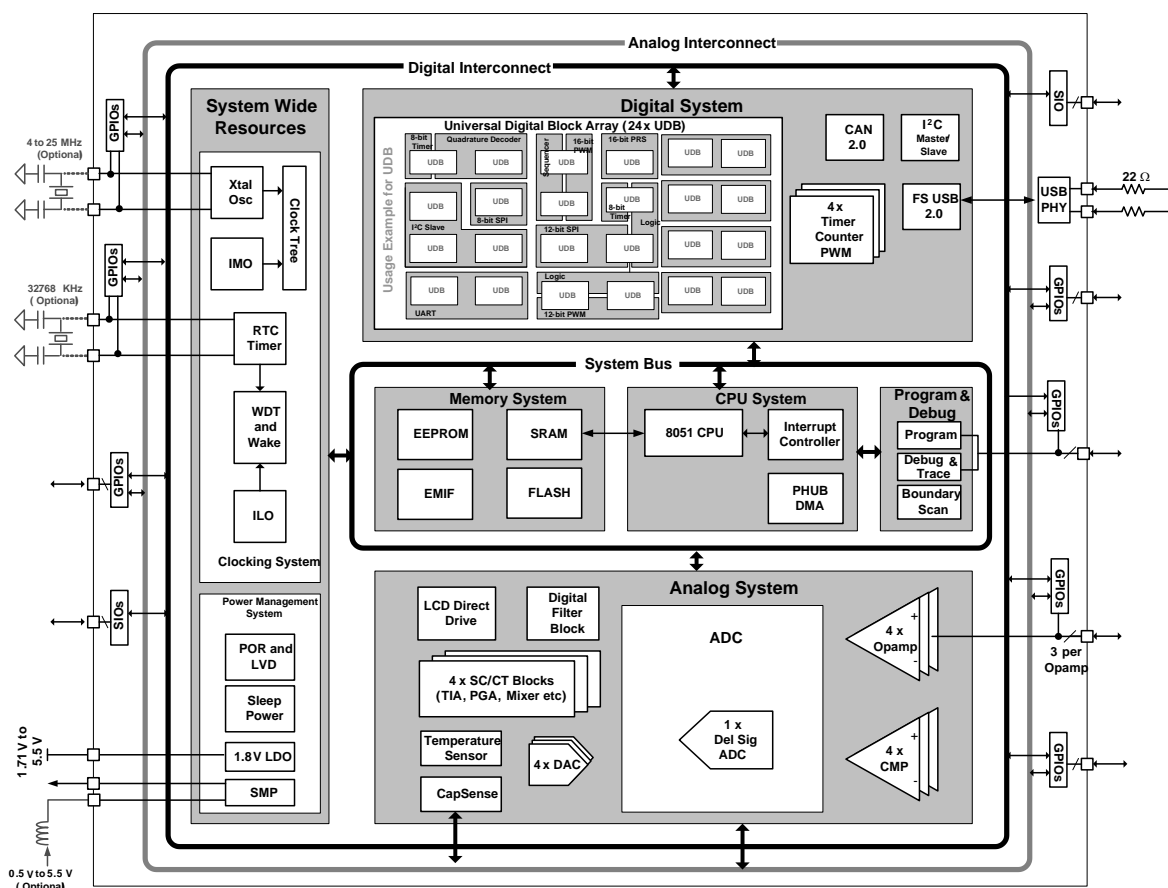 Analog Interconnect
Digital Interconnect
GPIOs
4 to 25 MHz
(Optional)
GPIOs
32768 KHz
(Optional)
GPIOs
SIOs
1.71 V to
5.5 V
0.5 V to 5.5 V
(Optional)
System Wide
Resources
Xtal
Osc
IMO
Clock Tree
RTC
Timer
WDT
and
Wake
ILO
Clocking System
Power Management
System
POR and
LVD
Sleep
Power
1.8V LDO
SMP
Digital System
Universal Digital Block Array (24x UDB)
Usage Example for UDB
8-bit
Timer
Quadrature Decoder
Sequencer
16-bit
PWM
16-bit PRS
UDB UDB UDB UDB UDB UDB
UDB UDB UDB UDB UDB UDB
8-bit
Timer
Logic
8-bit SPI
I²C Slave
12-bit SPI
UDB UDB UDB UDB UDB UDB
Logic
UDB UDB UDB UDB UDB UDB
UART
12-bit PWM
CAN
2.0
I²C
Master/
Slave
4x
Timer
Counter
PWM
FS USB
2.0
System Bus
Memory System
EEPROM
SRAM
EMIF
FLASH
CPU System
8051 CPU
Interrupt
Controller
PHUB
DMA
Program &
Debug
Program
Debug &
Trace
Boundary
Scan
Analog System
LCD Direct
Drive
Digital
Filter
Block
4 x SC/CT Blocks
(TIA, PGA, Mixer etc)
Temperature
Sensor
4 x DAC
CapSense
ADC
1 x
Del Sig
ADC
4 x
Opamp
+
-
4 x
CMP
+
-
SIO
USB
PHY
22 Ω
GPIOs
GPIOs
GPIOs
3 per
Opamp
GPIOs